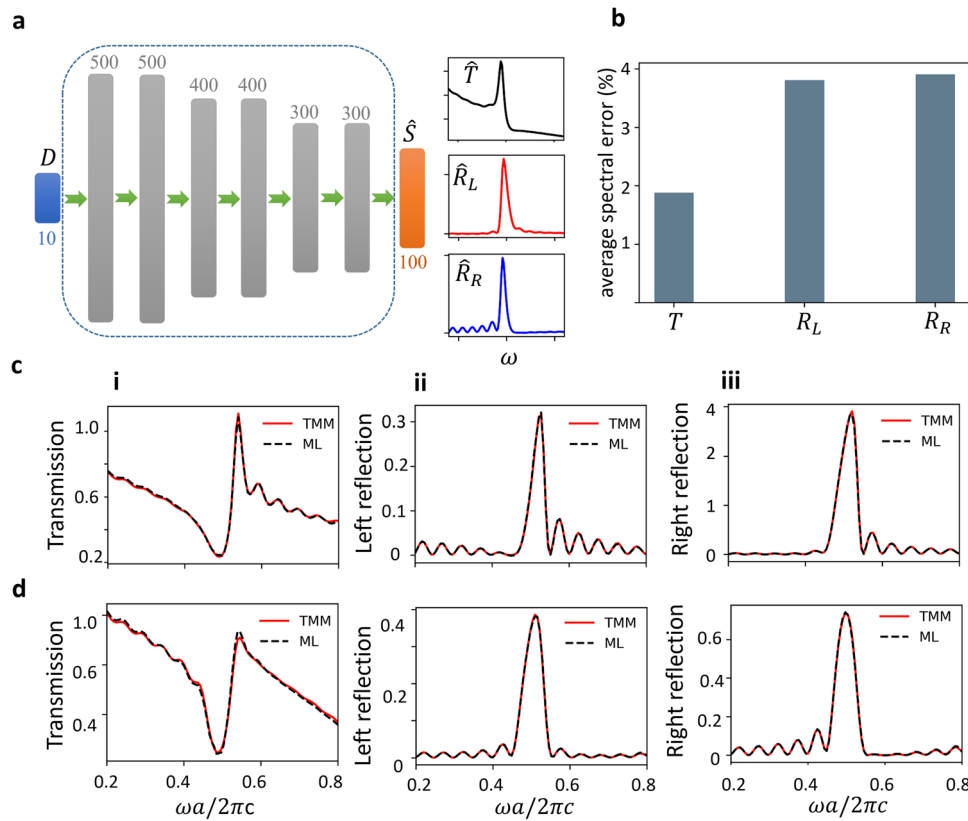 a
500
500
400
400
300
300
D
10
Ŝ
100
T̂
R̂_L
R̂_R
ω
b
average spectral error (%)
4
3
2
1
T
R_L
R_R
c
i
Transmission
1.0
0.6
0.2
TMM
ML
ii
Left reflection
0.3
0.2
0.1
0
TMM
ML
iii
Right reflection
4
2
1
0
TMM
ML
d
Transmission
1.0
0.6
0.4
TMM
ML
0.2
0.4
0.6
0.8
ωa/2πc
Left reflection
0.4
0.2
0
TMM
ML
0.2
0.4
0.6
0.8
ωa/2πc
Right reflection
0.6
0.4
0.2
0
TMM
ML
0.2
0.4
0.6
0.8
ωa/2πc